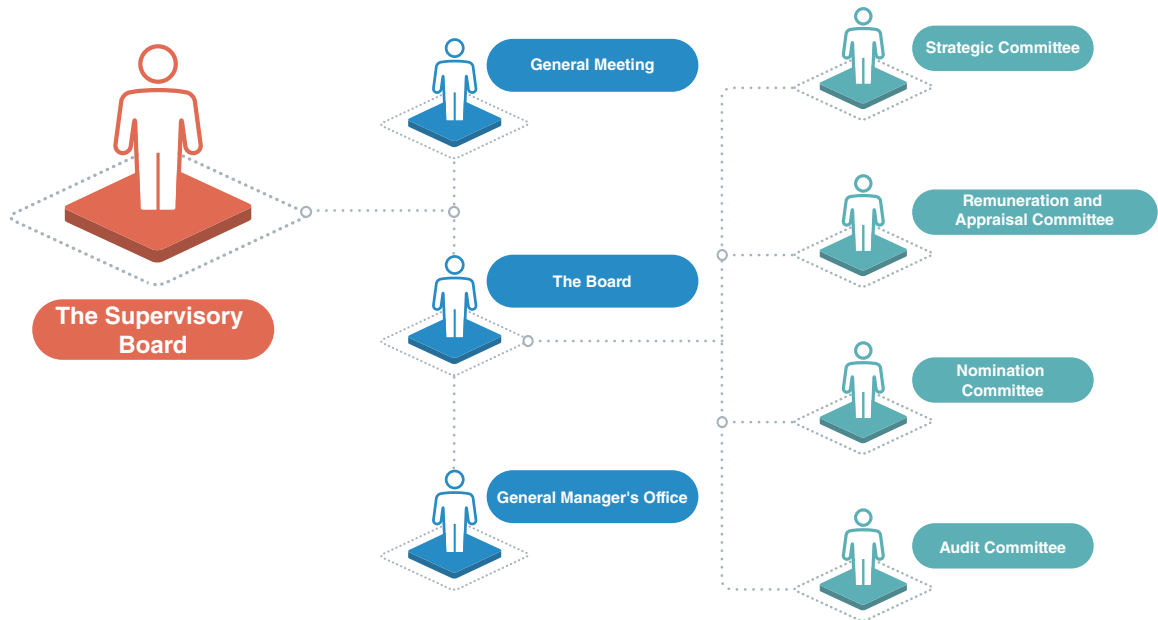 The Supervisory
Board
General Meeting
The Board
General Manager's Office
Strategic Committee
Remuneration and
Appraisal Committee
Nomination
Committee
Audit Committee